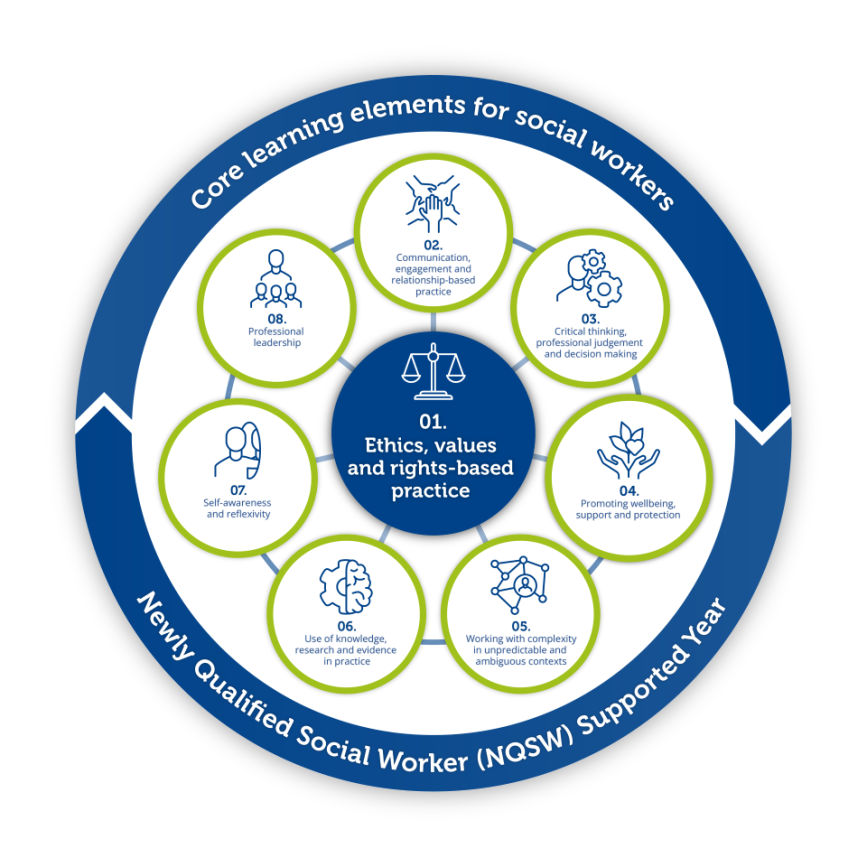 Core learning elements for social workers
02.
Communication,
engagement and
relationship-based
practice
03.
Critical thinking,
professional judgement
and decision making
08.
Professional
leadership
01.
Ethics, values
and rights-based
practice
04.
Promoting wellbeing,
support and protection
07.
Self-awareness
and reflexivity
06.
Use of knowledge,
research and evidence
in practice
05.
Working with complexity
in unpredictable and
ambiguous contexts
Newly Qualified Social Worker (NQSW) Supported Year